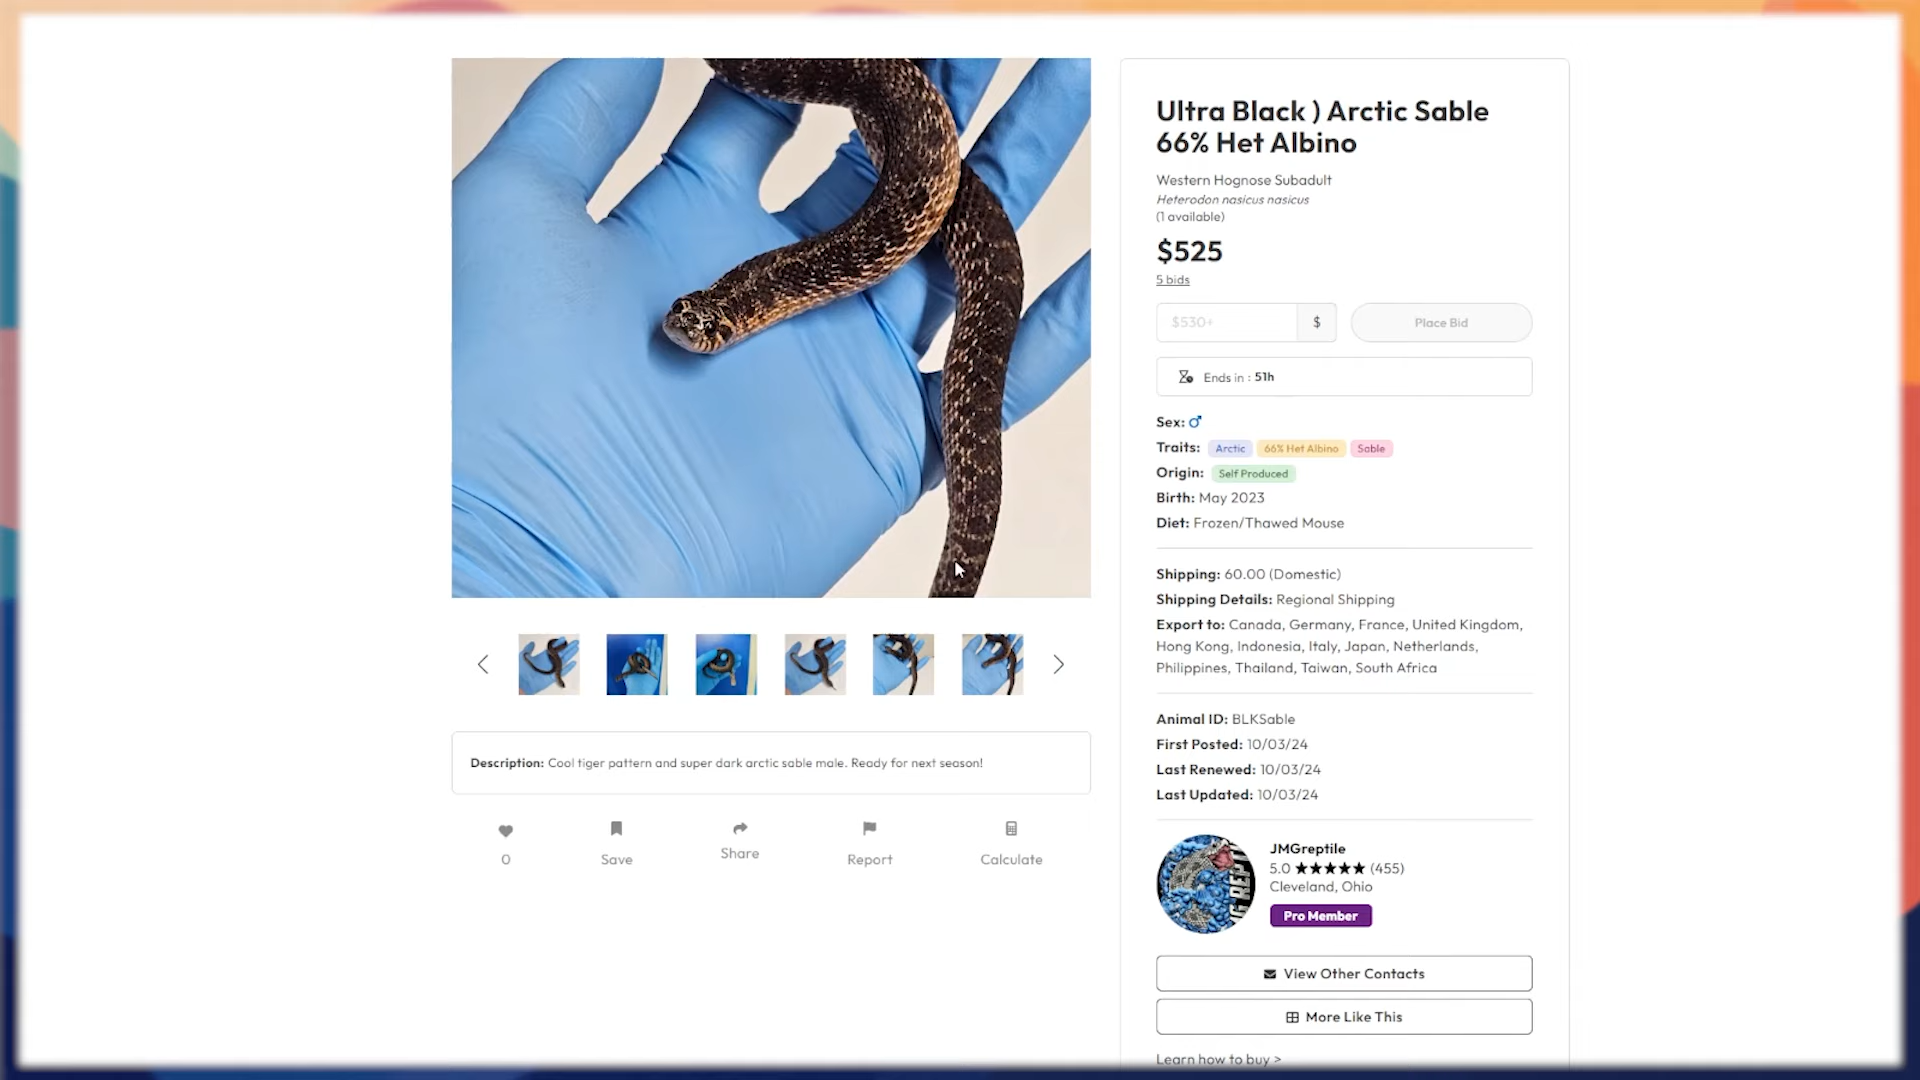 Ultra Black ) Arctic Sable
66% Het Albino
Western Hognose Subadult
Heterodon nasicus nasicus
(1 available)
$525
5 bids
$530+
$
Place Bid
Ends in : 51h
Sex:
Traits: Arctic 66% Het Albino Sable
Origin: Self Produced
Birth: May 2023
Diet: Frozen/Thawed Mouse
Shipping: 60.00 (Domestic)
Shipping Details: Regional Shipping
Export to: Canada, Germany, France, United Kingdom,
Hong Kong, Indonesia, Italy, Japan, Netherlands,
Philippines, Thailand, Taiwan, South Africa
Animal ID: BLKSable
First Posted: 10/03/24
Last Renewed: 10/03/24
Last Updated: 10/03/24
JMGreptile
5.0 ★★★★★ (455)
Cleveland, Ohio
Pro Member
View Other Contacts
More Like This
Learn how to buy >
Description: Cool tiger pattern and super dark arctic sable male. Ready for next season!
0
Save
Share
Report
Calculate